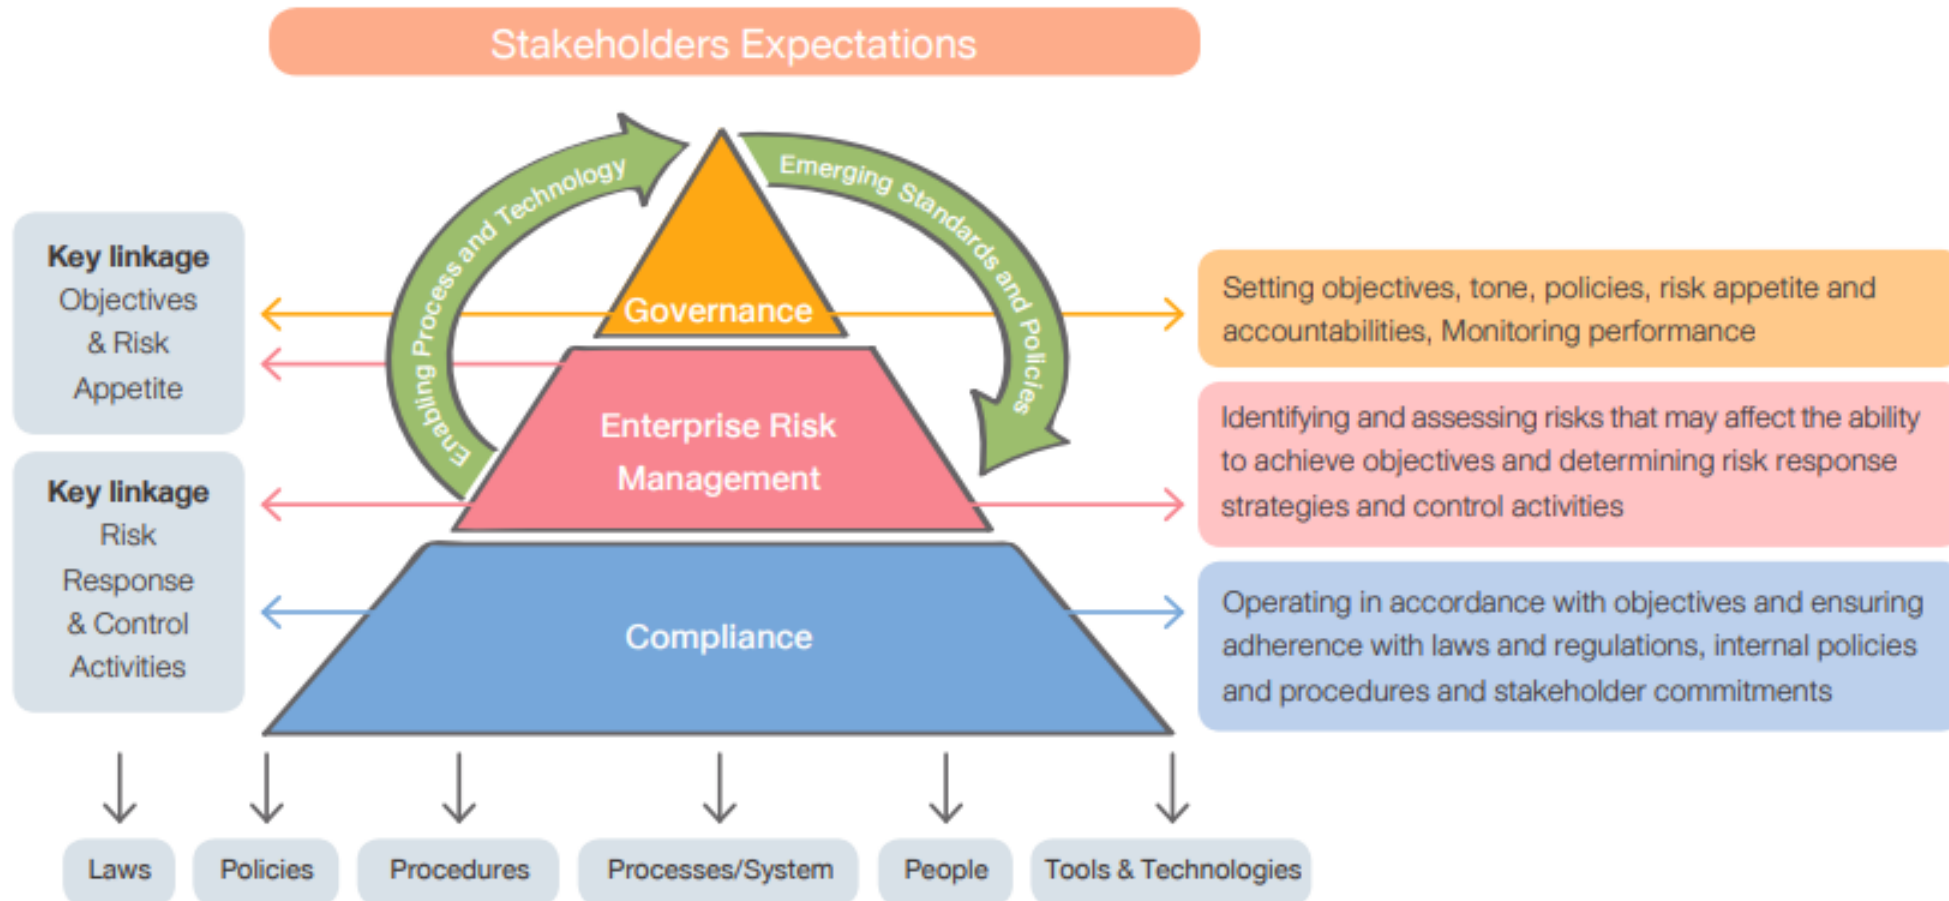 Stakeholders Expectations
Enabling Process and Technology
Emerging Standards and Policies
Key linkage
Objectives
& Risk
Appetite
Key linkage
Risk
Response
& Control
Activities
Governance
Enterprise Risk
Management
Compliance
Setting objectives, tone, policies, risk appetite and
accountabilities, Monitoring performance
Identifying and assessing risks that may affect the ability
to achieve objectives and determining risk response
strategies and control activities
Operating in accordance with objectives and ensuring
adherence with laws and regulations, internal policies
and procedures and stakeholder commitments
Laws
Policies
Procedures
Processes/System
People
Tools & Technologies